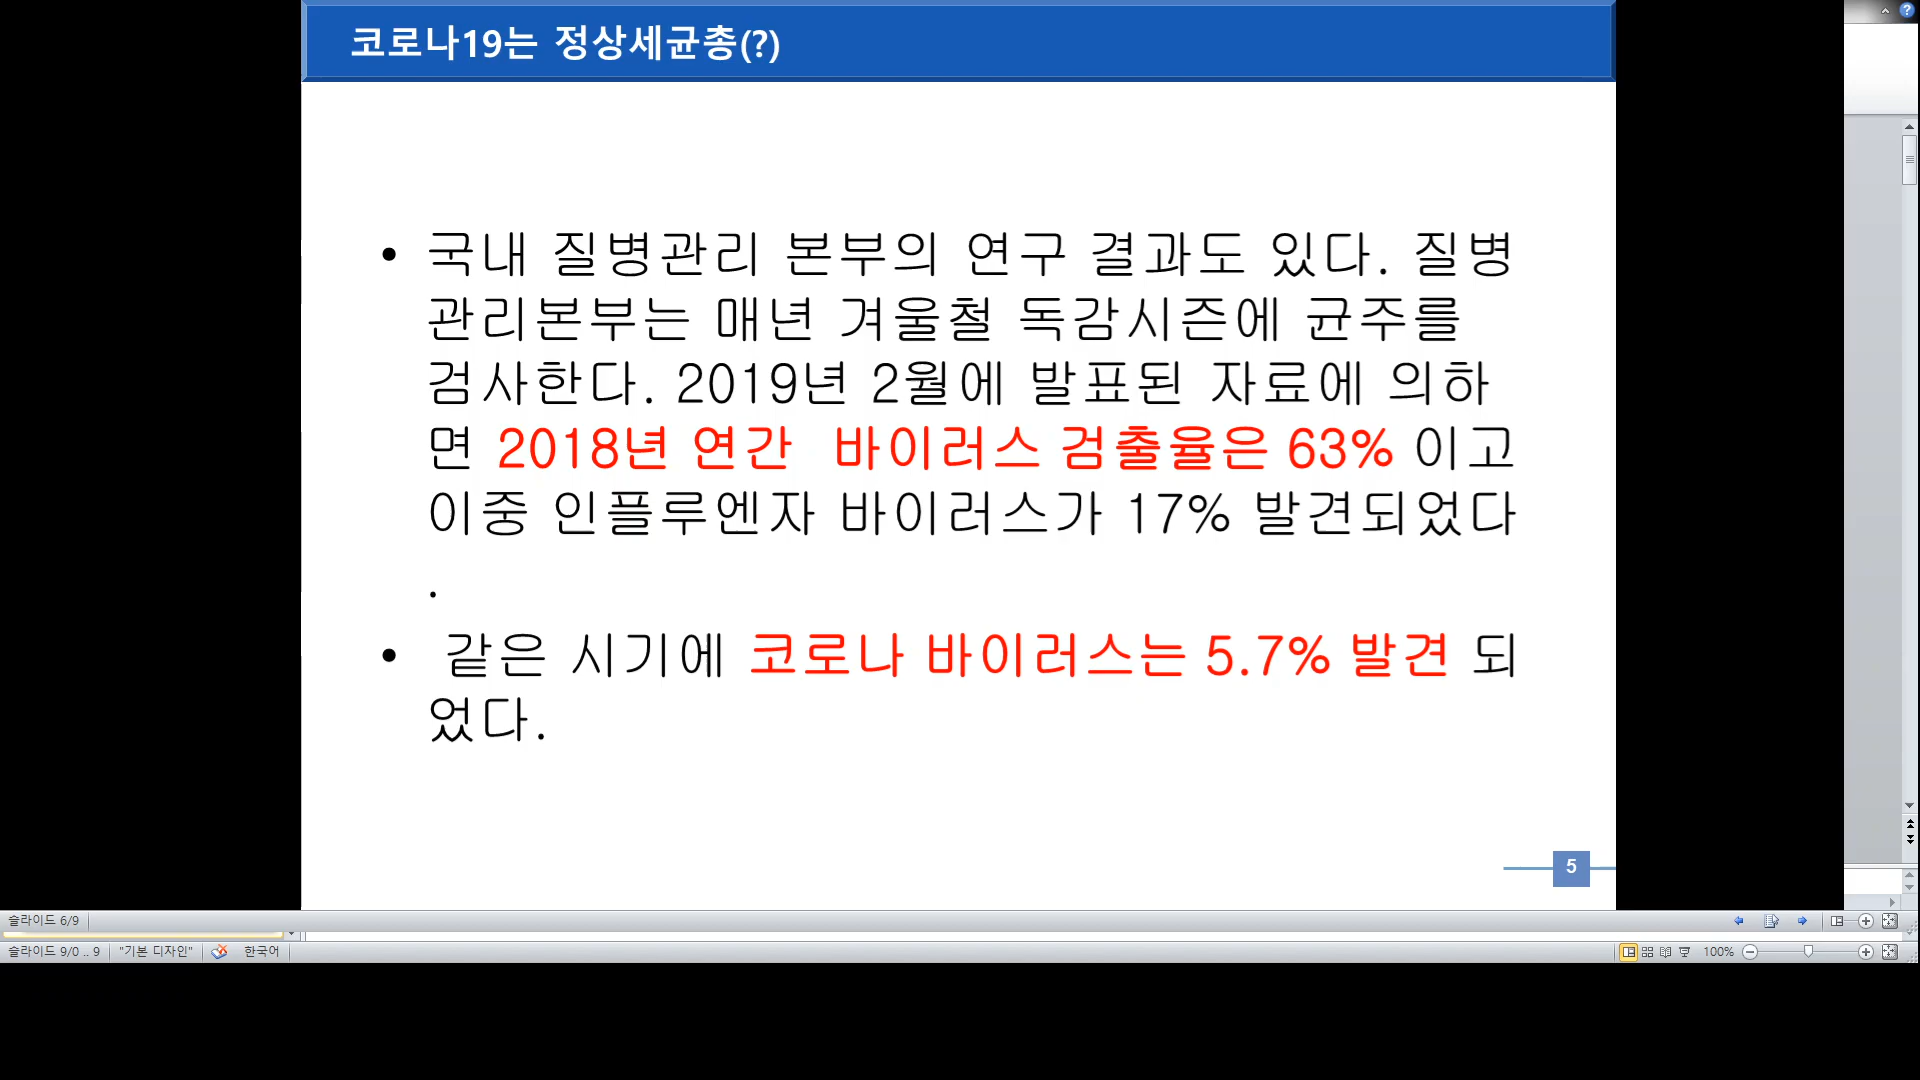 코로나19는 정상세균총(?)
• 국내 질병관리 본부의 연구 결과도 있다. 질병
관리본부는 매년 겨울철 독감시즌에 균주를
검사한다. 2019년 2월에 발표된 자료에 의하
면 2018년 연간 바이러스 검출율은 63% 이고
이중 인플루엔자 바이러스가 17% 발견되었다
.
• 같은 시기에 코로나 바이러스는 5.7% 발견 되
었다.
5
슬라이드 6/9
슬라이드 9/0 .. 9 "기본 디자인" 한국어 100%